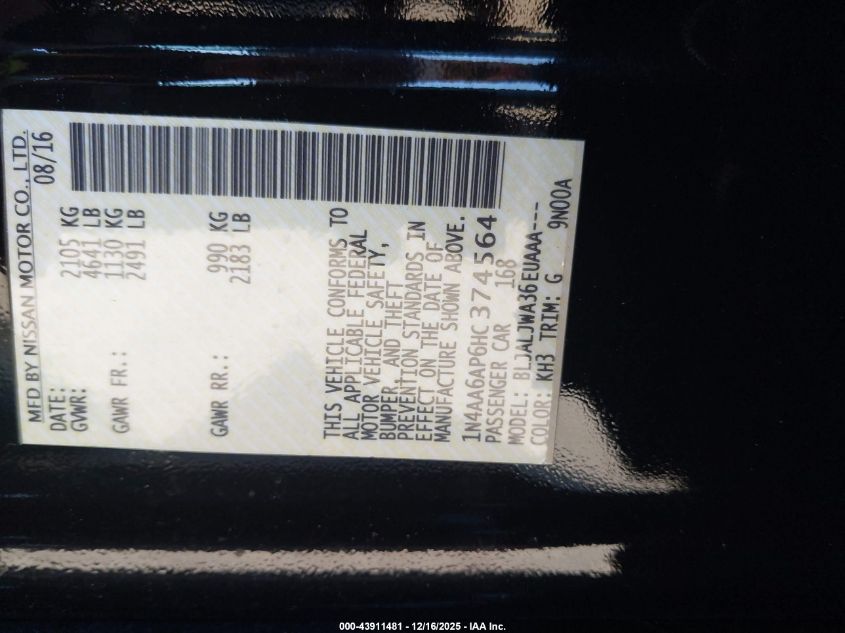 MFD BY NISSAN MOTOR CO., LTD.
DATE: 08/16
GVWR: 2105 KG
4641 LB
GAWR FR.: 1130 KG
2491 LB
GAWR RR.: 990 KG
2183 LB
THIS VEHICLE CONFORMS TO
ALL APPLICABLE FEDERAL
MOTOR VEHICLE SAFETY,
BUMPER, AND THEFT
PREVENTION STANDARDS IN
EFFECT ON THE DATE OF
MANUFACTURE SHOWN ABOVE.
1N4AA6AP6HC374564
PASSENGER CAR 168
MODEL: BLJALJWA36EUAAA---
COLOR: KH3 TRIM: G 9N00A
000-43911481 - 12/16/2025 - IAA Inc.